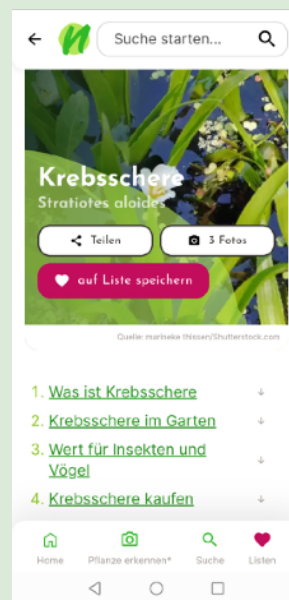 Suche starten...
Krebsschere
Stratiotes aloides
Teilen
3 Fotos
auf Liste speichern
Quelle: marineke thissen/Shutterstock.com
1. Was ist Krebsschere
2. Krebsschere im Garten
3. Wert für Insekten und
Vögel
4. Krebsschere kaufen
Home
Pflanze erkennen*
Suche
Listen